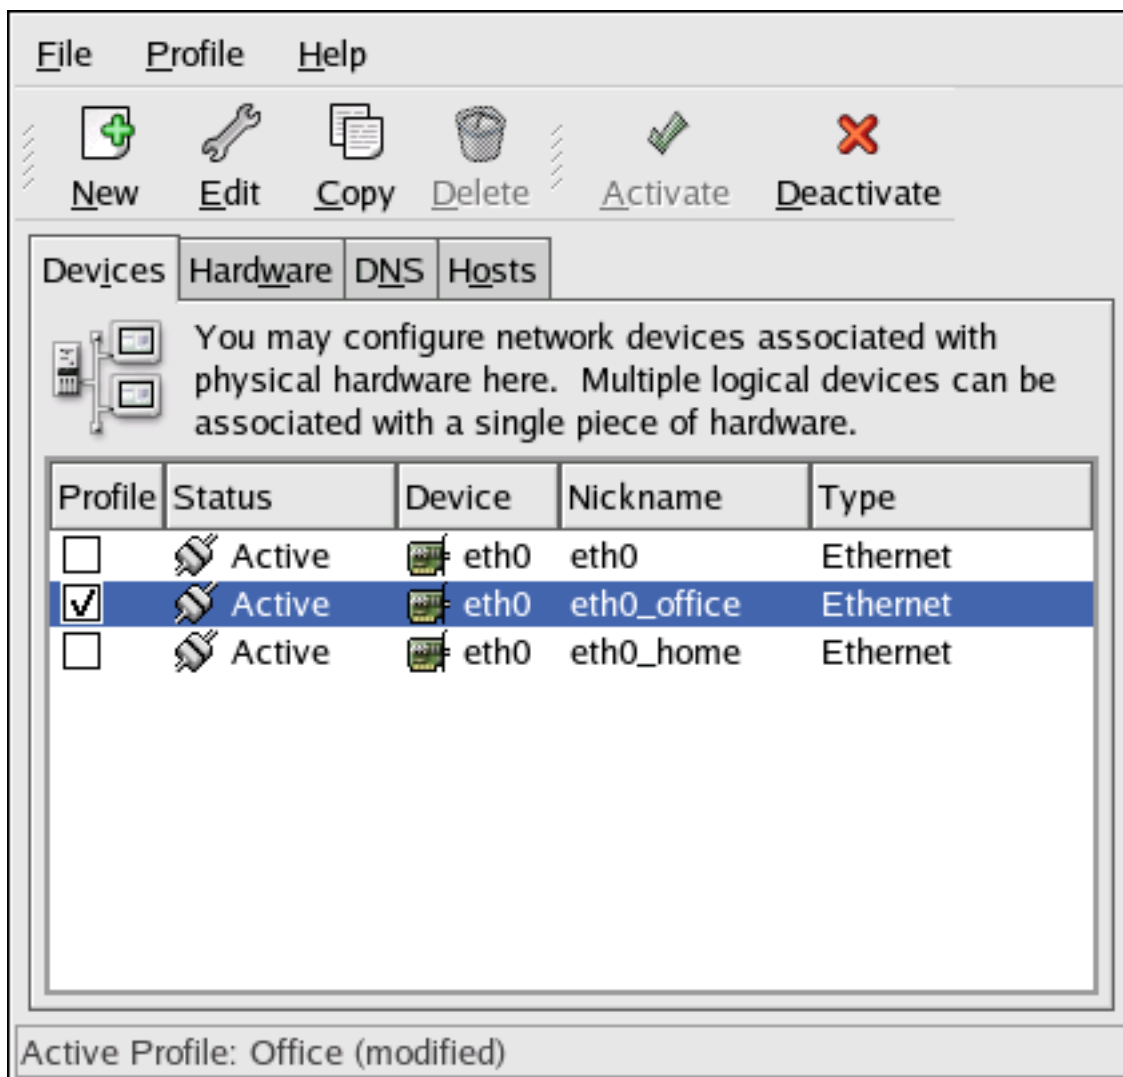 File Profile Help
New Edit Copy Delete Activate Deactivate
Devices Hardware DNS Hosts
You may configure network devices associated with
physical hardware here.  Multiple logical devices can be
associated with a single piece of hardware.
Profile Status Device Nickname Type
Active eth0 eth0 Ethernet
Active eth0 eth0_office Ethernet
Active eth0 eth0_home Ethernet
Active Profile: Office (modified)